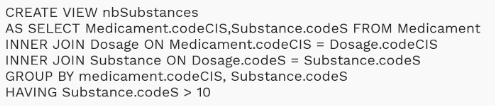 CREATE VIEW nbSubstances
AS SELECT Medicament.codeCIS,Substance.codeS FROM Medicament
INNER JOIN Dosage ON Medicament.codeCIS = Dosage.codeCIS
INNER JOIN Substance ON Dosage.codeS = Substance.codeS
GROUP BY medicament.codeCIS, Substance.codeS
HAVING Substance.codeS > 10